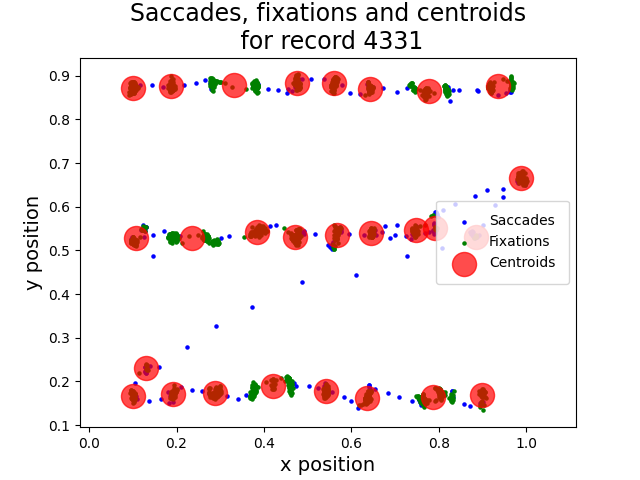 Saccades, fixations and centroids
for record 4331
y position
0.9
0.8
0.7
0.6
0.5
0.4
0.3
0.2
0.1
Saccades
Fixations
Centroids
0.0 0.2 0.4 0.6 0.8 1.0
x position